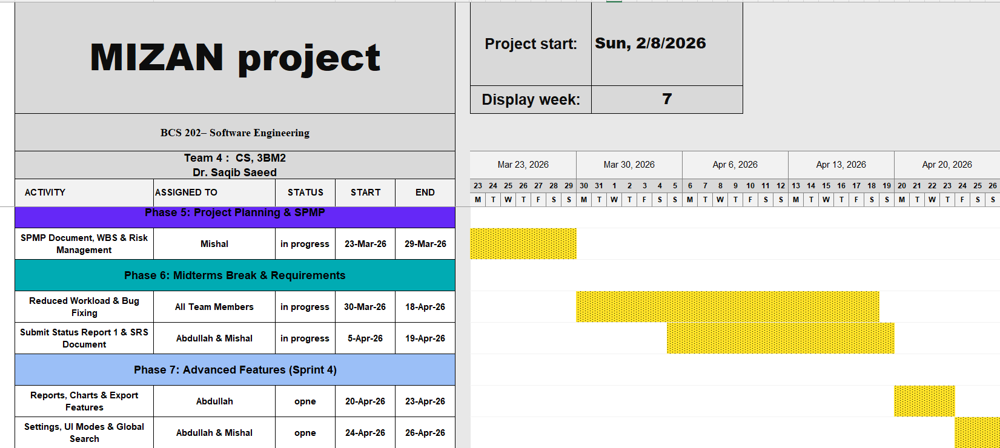 MIZAN project
Project start: Sun, 2/8/2026
Display week: 7
BCS 202– Software Engineering
Team 4 : CS, 3BM2
Dr. Saqib Saeed
Mar 23, 2026 Mar 30, 2026 Apr 6, 2026 Apr 13, 2026 Apr 20, 2026
23 24 25 26 27 28 29 30 31 1 2 3 4 5 6 7 8 9 10 11 12 13 14 15 16 17 18 19 20 21 22 23 24 25 26
ACTIVITY ASSIGNED TO STATUS START END
M T W T F S S M T W T F S S M T W T F S S M T W T F S S M T W T F S S
Phase 5: Project Planning & SPMP
SPMP Document, WBS & Risk
Management
Mishal
in progress
23-Mar-26
29-Mar-26
Phase 6: Midterms Break & Requirements
Reduced Workload & Bug
Fixing
All Team Members
in progress
30-Mar-26
18-Apr-26
Submit Status Report 1 & SRS
Document
Abdullah & Mishal
in progress
5-Apr-26
19-Apr-26
Phase 7: Advanced Features (Sprint 4)
Reports, Charts & Export
Features
Abdullah
opne
20-Apr-26
23-Apr-26
Settings, UI Modes & Global
Search
Abdullah & Mishal
opne
24-Apr-26
26-Apr-26